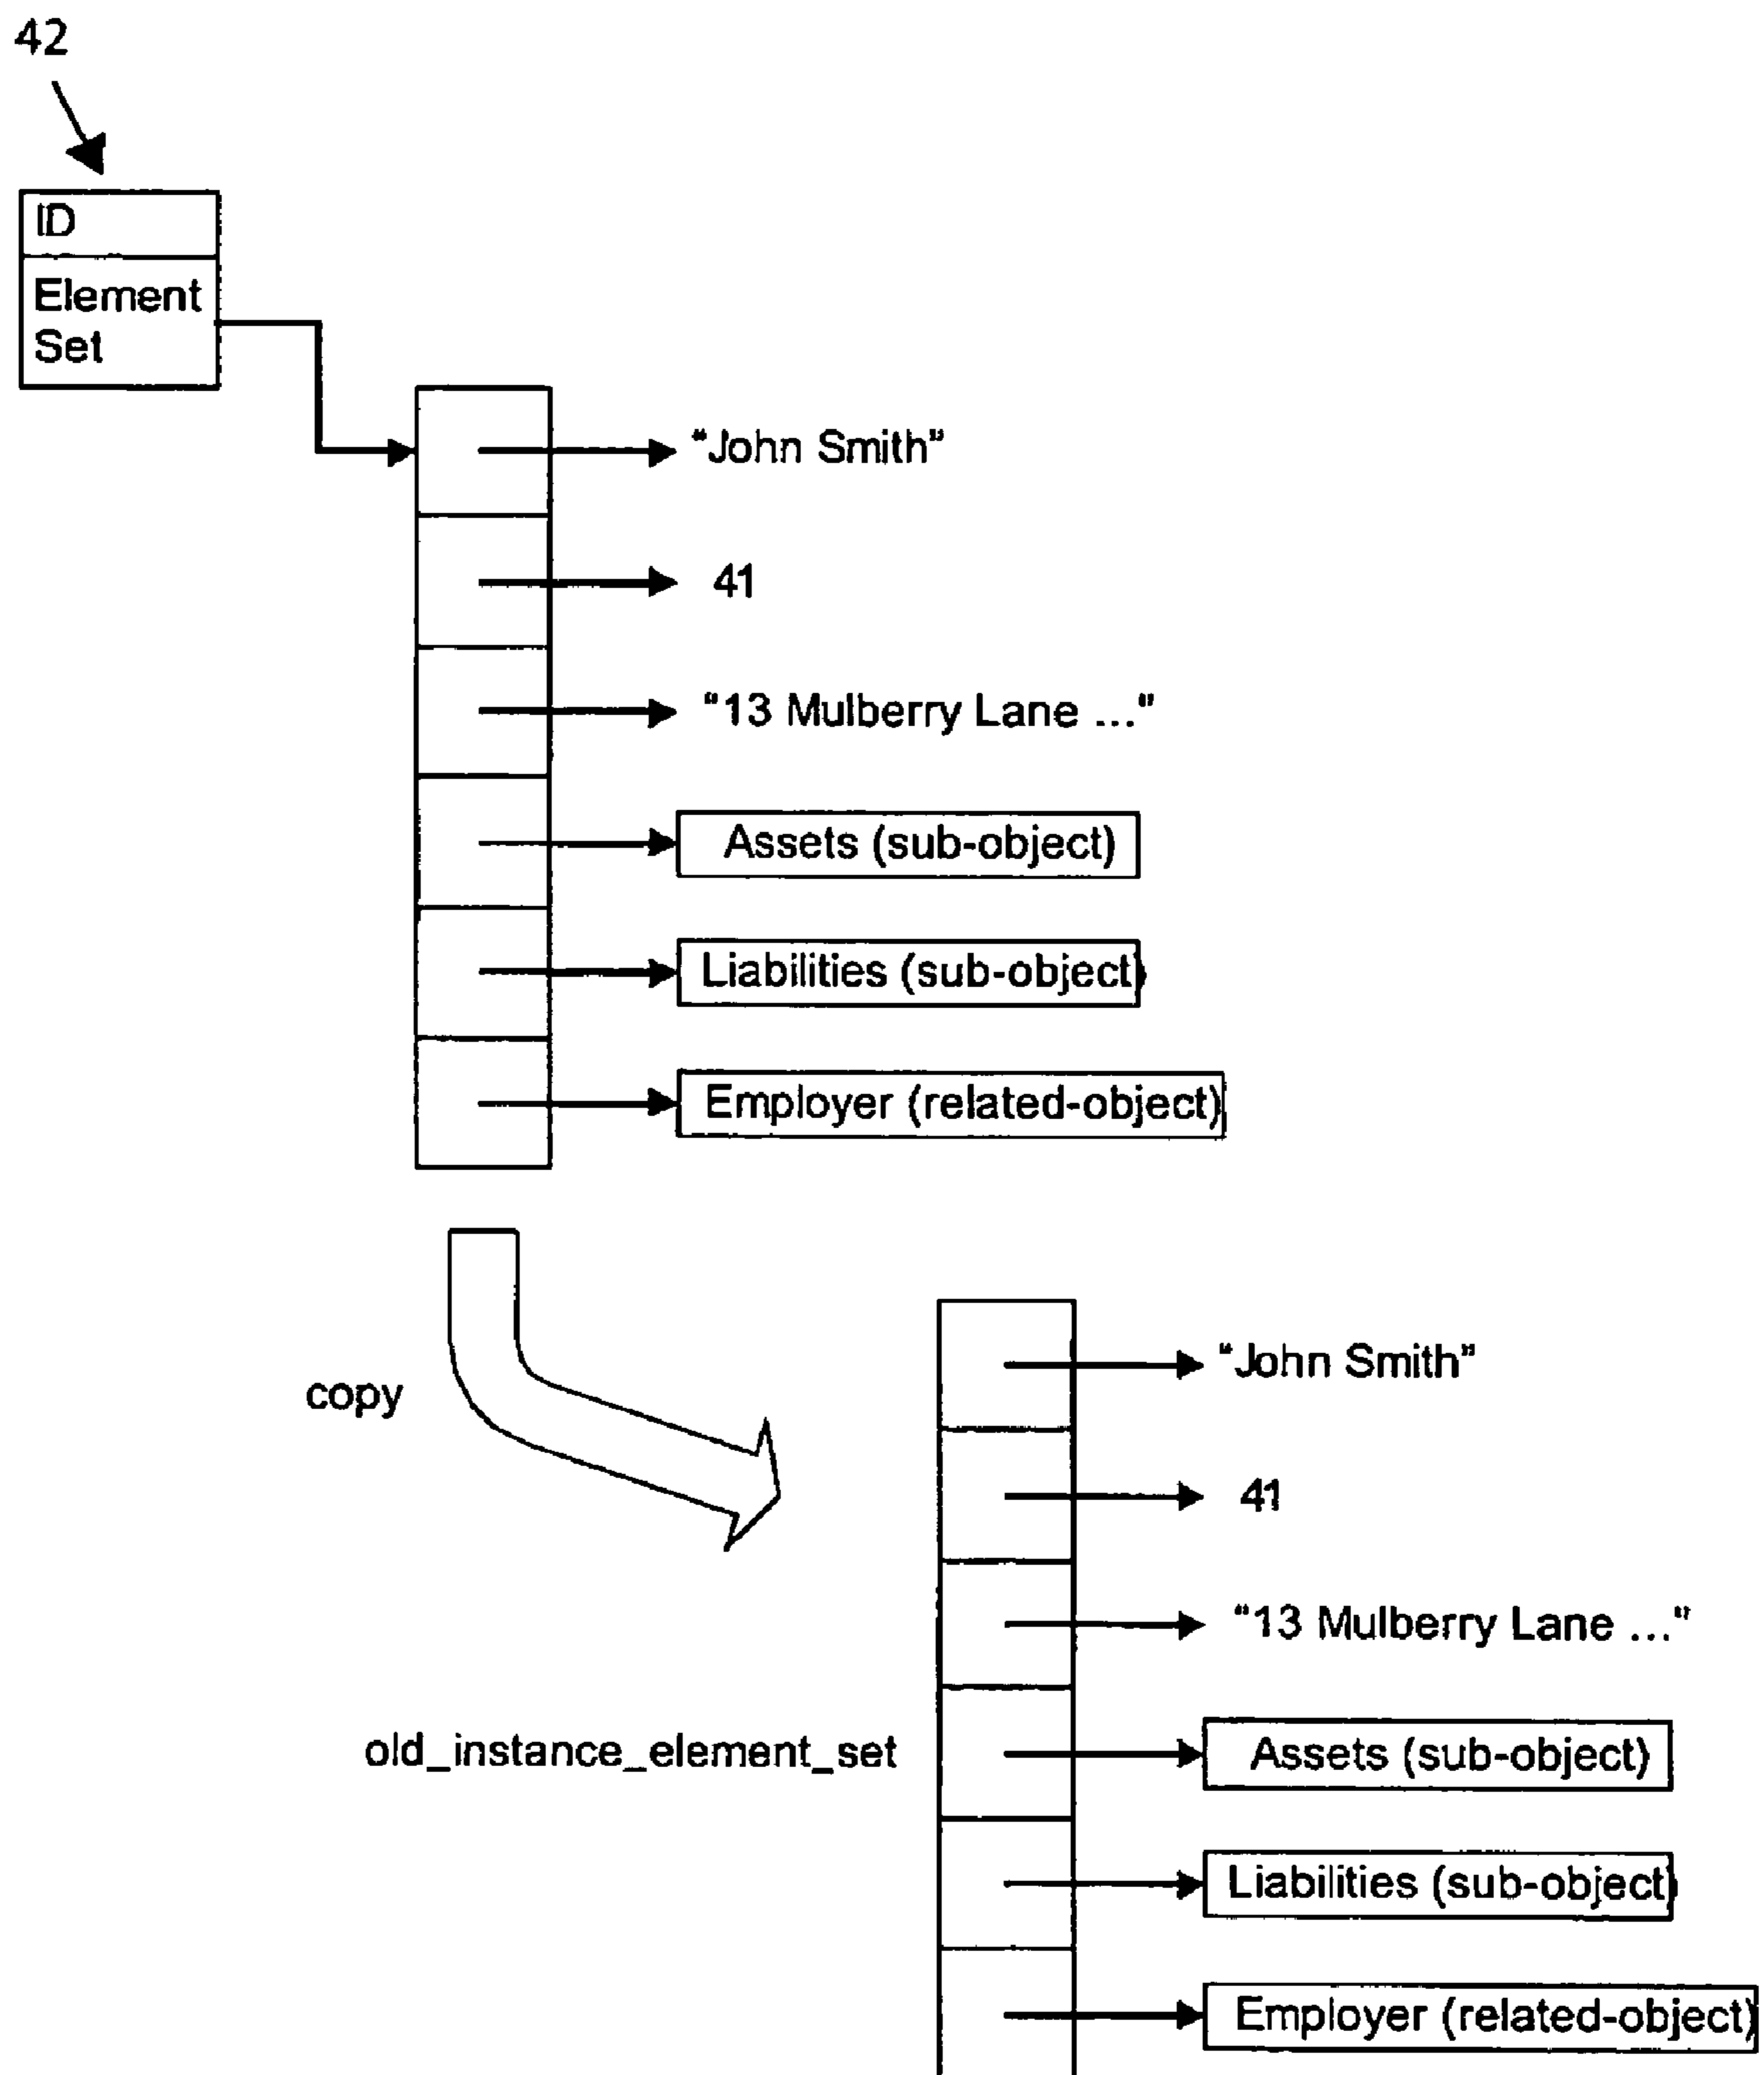 42
ID
Element
Set
"John Smith"
41
"13 Mulberry Lane ..."
Assets (sub-object)
Liabilities (sub-object)
Employer (related-object)
copy
"John Smith"
41
"13 Mulberry Lane ..."
old_instance_element_set
Assets (sub-object)
Liabilities (sub-object)
Employer (related-object)